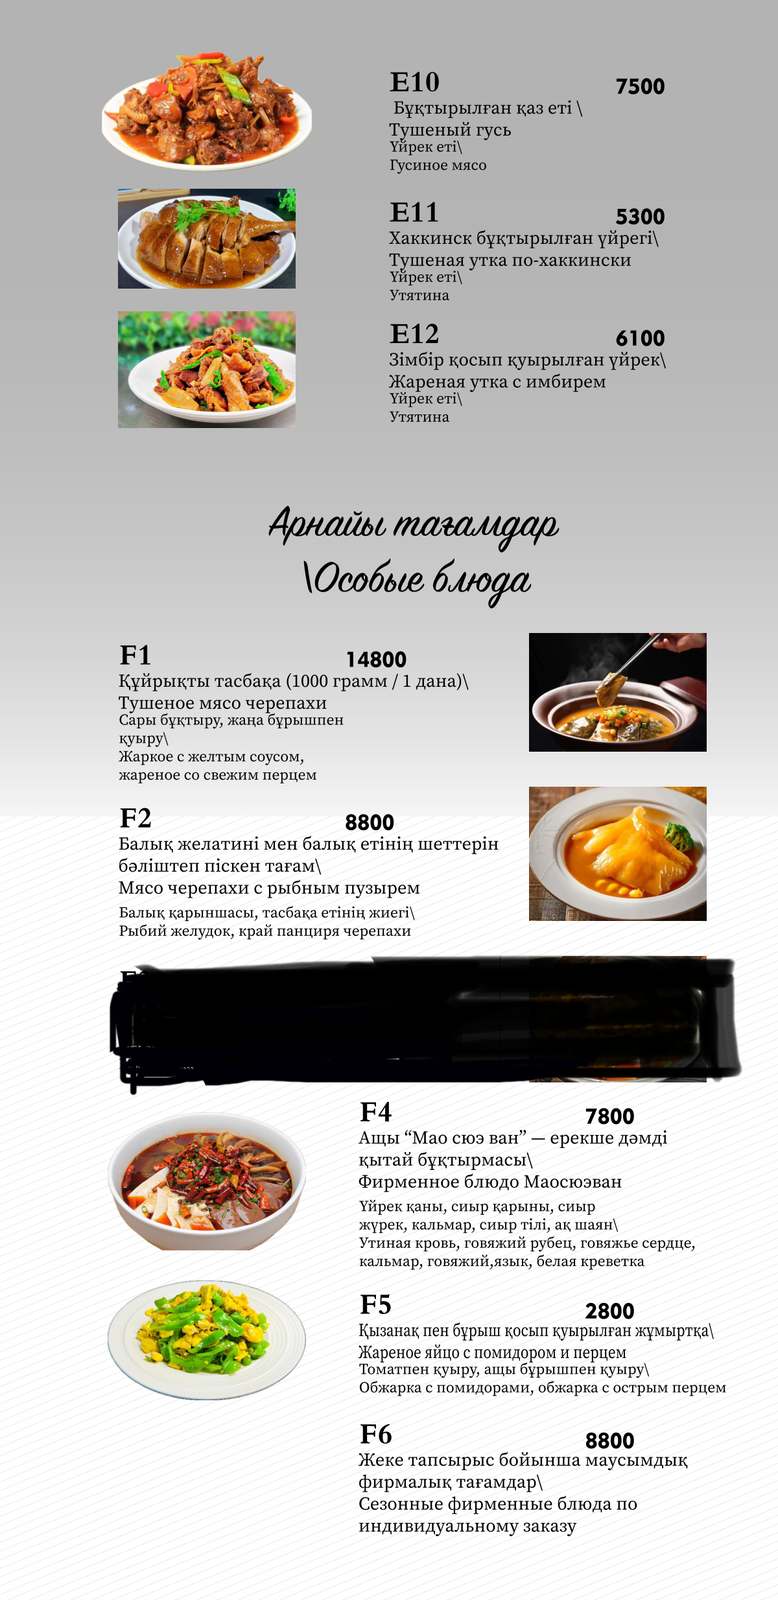 E10
7500
Бұқтырылған қаз еті \
Тушеный гусь
Үйрек еті\
Гусиное мясо
E11
5300
Хаккинск бұқтырылған үйрегі\
Тушеная утка по-хаккински
Үйрек еті\
Утятина
E12
6100
Зімбір қосып қуырылған үйрек\
Жареная утка с имбирем
Үйрек еті\
Утятина
Арнайы тағамдар
\Особые блюда
F1
14800
Құйрықты тасбақа (1000 грамм / 1 дана)\
Тушеное мясо черепахи
Сары бұқтыру, жаңа бұрышпен
қуыру\
Жаркое с желтым соусом,
жареное со свежим перцем
F2
8800
Балық желатині мен балық етінің шеттерін
бәліштеп піскен тағам\
Мясо черепахи с рыбным пузырем
Балық қарыншасы, тасбақа етінің жиегі\
Рыбий желудок, край панциря черепахи
F4
7800
Ащы “Мао сюэ ван” — ерекше дәмді
қытай бұқтырмасы\
Фирменное блюдо Маосюэван
Үйрек қаны, сиыр қарыны, сиыр
жүрек, кальмар, сиыр тілі, ақ шаян\
Утиная кровь, говяжий рубец, говяжье сердце,
кальмар, говяжий,язык, белая креветка
F5
2800
Қызанақ пен бұрыш қосып қуырылған жұмыртқа\
Жареное яйцо с помидором и перцем
Томатпен қуыру, ащы бұрышпен қуыру\
Обжарка с помидорами, обжарка с острым перцем
F6
8800
Жеке тапсырыс бойынша маусымдық
фирмалық тағамдар\
Сезонные фирменные блюда по
индивидуальному заказу